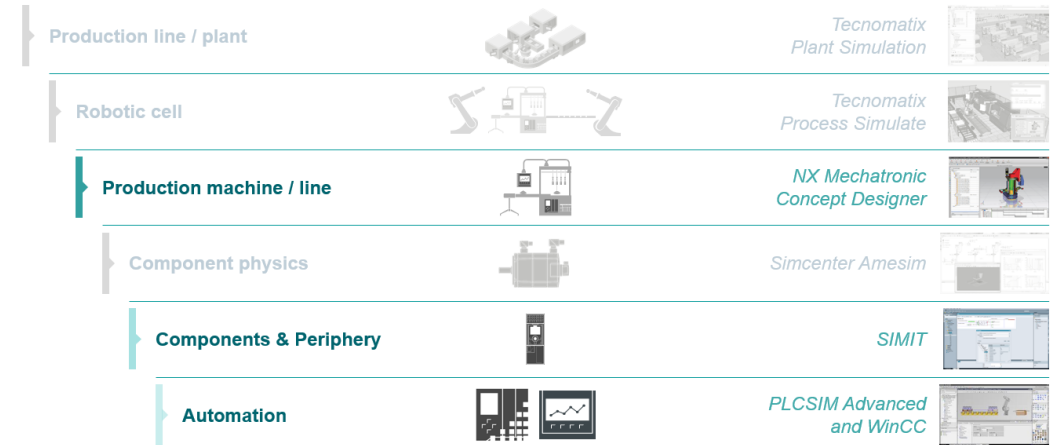 Production line / plant
Tecnomatix
Plant Simulation
Robotic cell
Tecnomatix
Process Simulate
Production machine / line
NX Mechatronic
Concept Designer
Component physics
Simcenter Amesim
Components & Periphery
SIMIT
Automation
PLCSIM Advanced
and WinCC